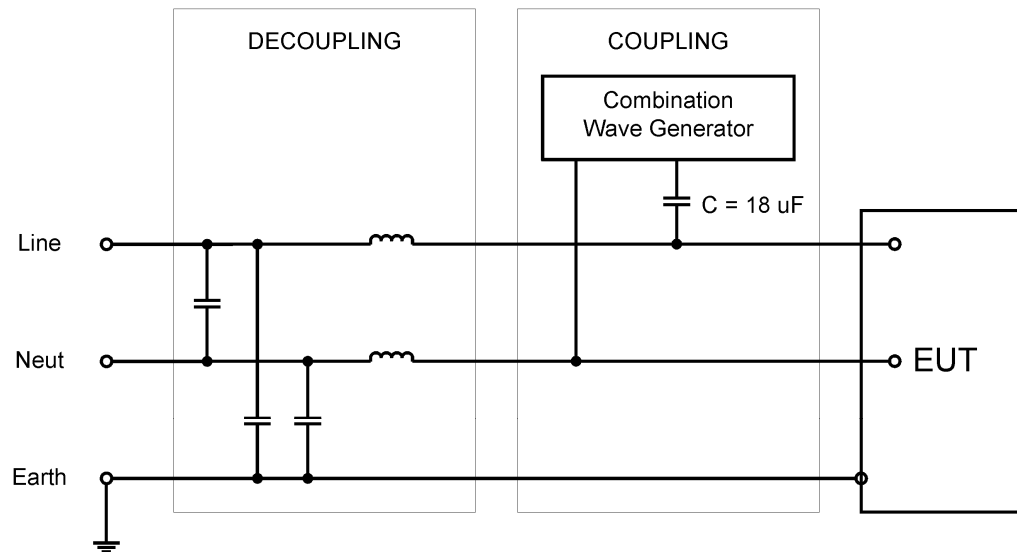 DECOUPLING
COUPLING
Combination
Wave Generator
C = 18 uF
Line
Neut
EUT
Earth